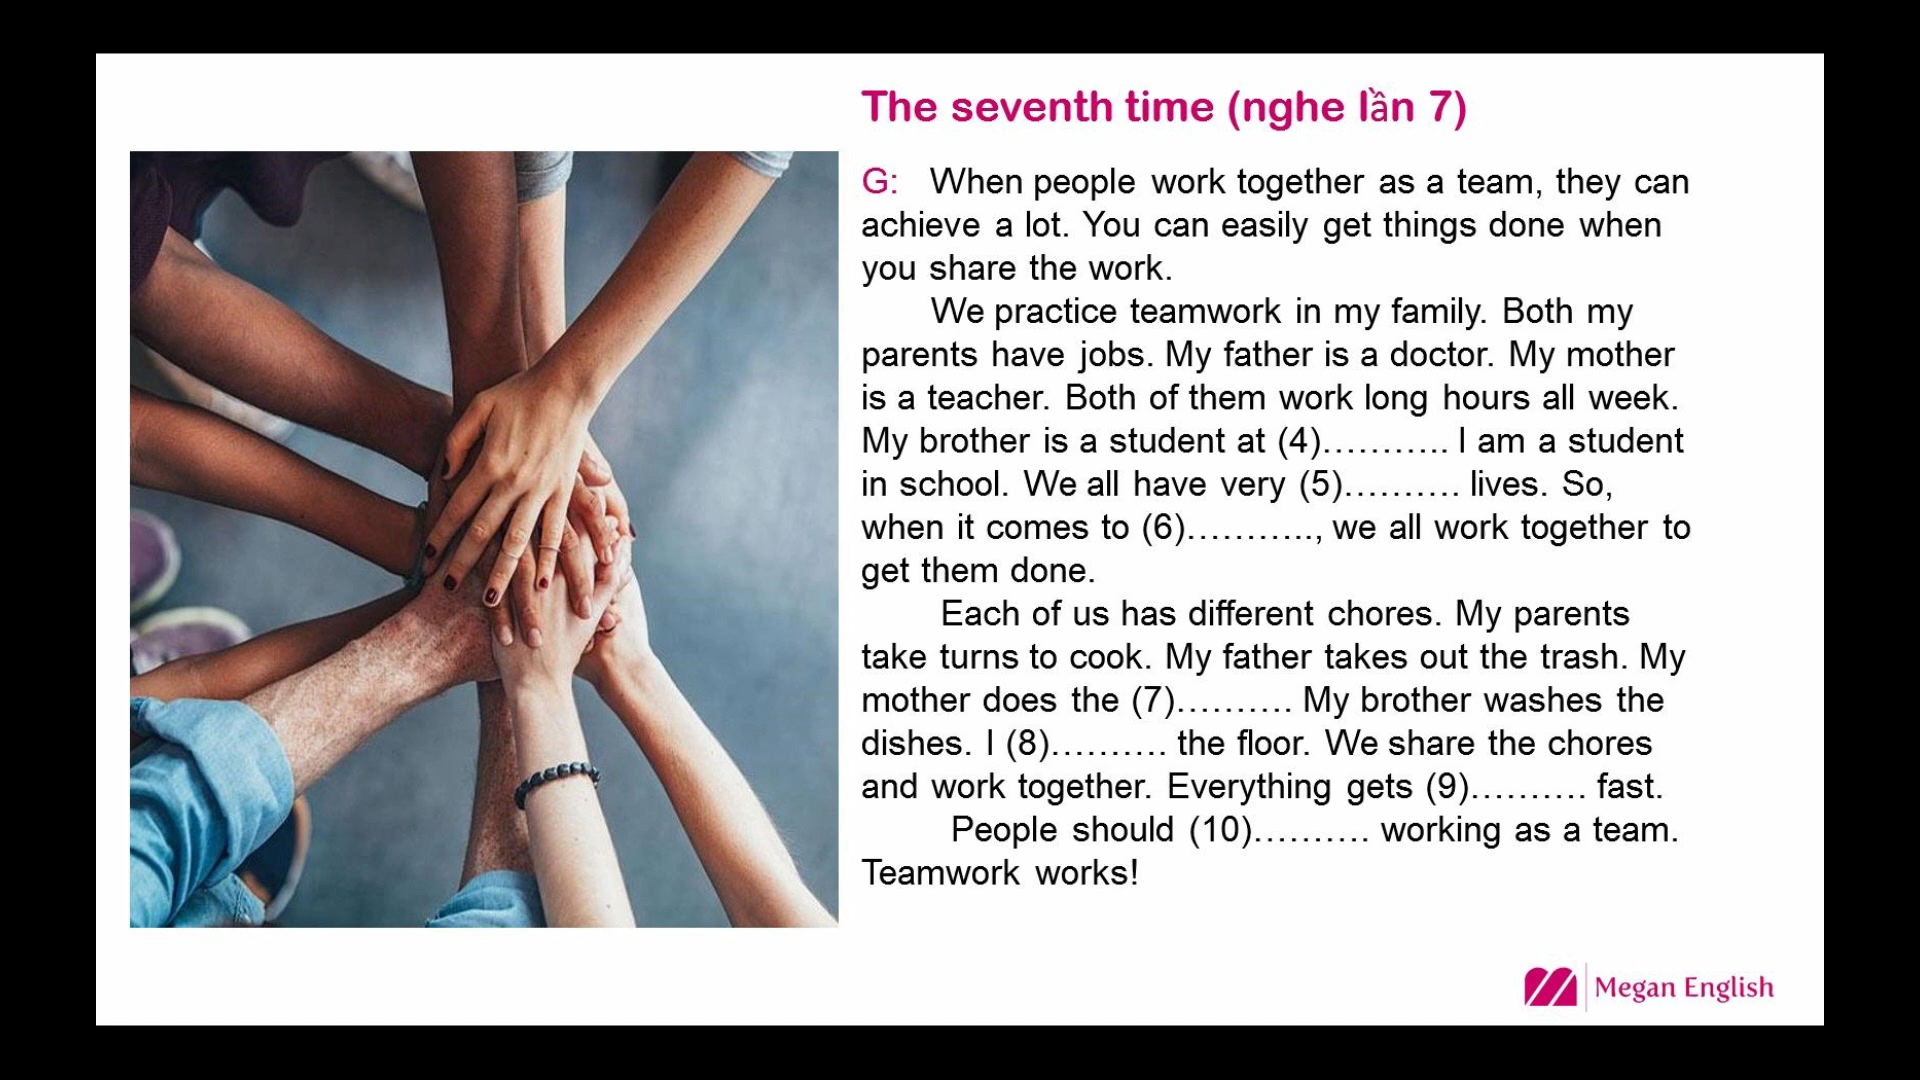 The seventh time (nghe lần 7)
G: When people work together as a team, they can
achieve a lot. You can easily get things done when
you share the work.
We practice teamwork in my family. Both my
parents have jobs. My father is a doctor. My mother
is a teacher. Both of them work long hours all week.
My brother is a student at (4)……….. I am a student
in school. We all have very (5)………. lives. So,
when it comes to (6)……….., we all work together to
get them done.
Each of us has different chores. My parents
take turns to cook. My father takes out the trash. My
mother does the (7)………. My brother washes the
dishes. I (8)………. the floor. We share the chores
and work together. Everything gets (9)………. fast.
People should (10)………. working as a team.
Teamwork works!
Megan English